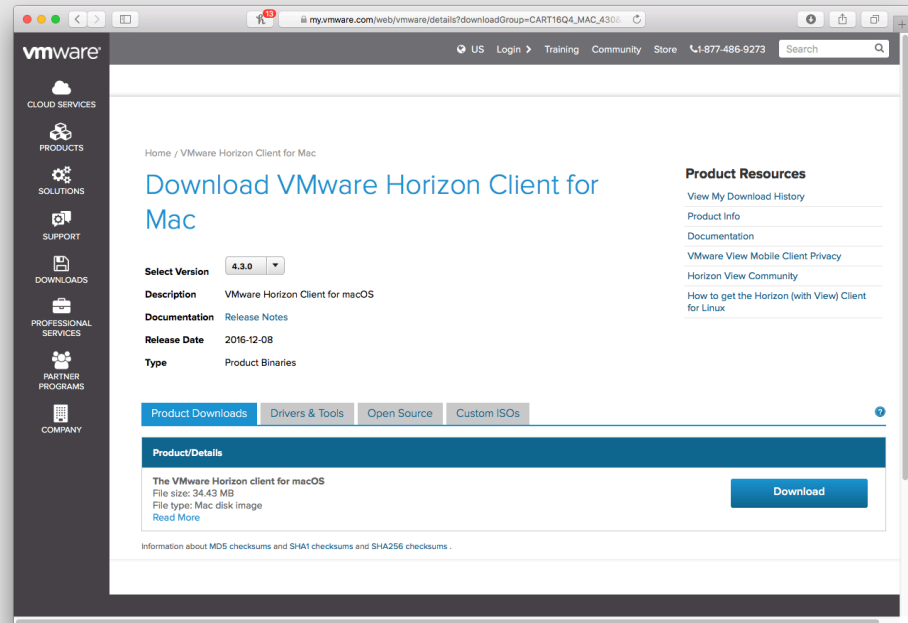 13
my.vmware.com/web/vmware/details?downloadGroup=CART16Q4_MAC_430&
vmware
US Login Training Community Store 1-877-486-9273 Search
CLOUD SERVICES
PRODUCTS
SOLUTIONS
SUPPORT
DOWNLOADS
PROFESSIONAL
SERVICES
PARTNER
PROGRAMS
COMPANY
Home / VMware Horizon Client for Mac
Download VMware Horizon Client for
Mac
Select Version 4.3.0
Description VMware Horizon Client for macOS
Documentation Release Notes
Release Date 2016-12-08
Type Product Binaries
Product Resources
View My Download History
Product Info
Documentation
VMware View Mobile Client Privacy
Horizon View Community
How to get the Horizon (with View) Client
for Linux
Product Downloads Drivers & Tools Open Source Custom ISOs
?
Product/Details
The VMware Horizon client for macOS
File size: 34.43 MB
File type: Mac disk image
Read More
Download
Information about MD5 checksums and SHA1 checksums and SHA256 checksums .